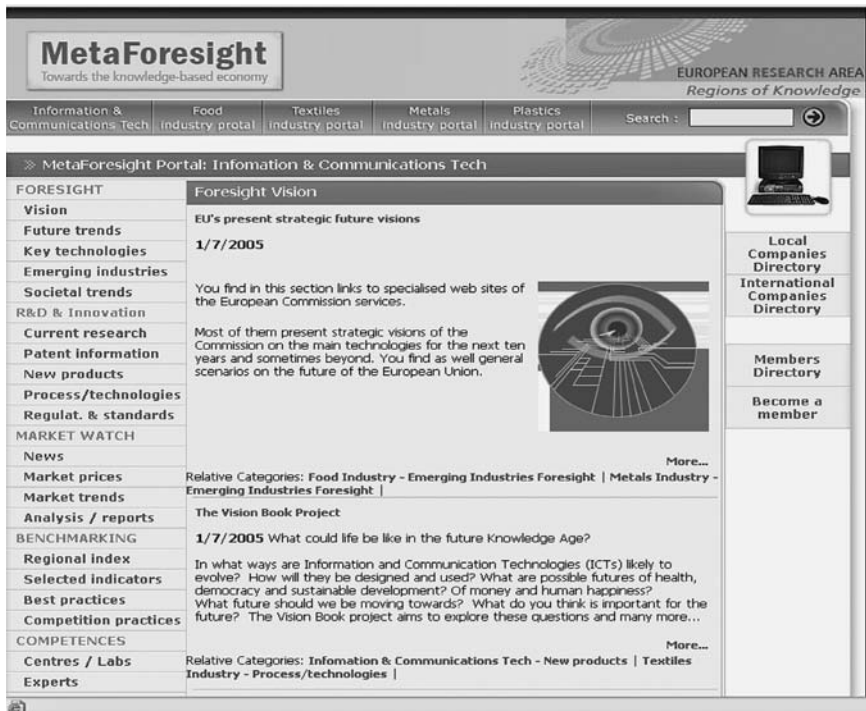 MetaForesight
Towards the knowledge-based economy
EUROPEAN RESEARCH AREA
Regions of Knowledge
Information &
Communications Tech
Food
industry protal
Textiles
industry portal
Metals
industry portal
Plastics
industry portal
Search :
» MetaForesight Portal: Infomation & Communications Tech
FORESIGHT
Vision
Future trends
Key technologies
Emerging industries
Societal trends
R&D & Innovation
Current research
Patent information
New products
Process/technologies
Regulat. & standards
MARKET WATCH
News
Market prices
Market trends
Analysis / reports
BENCHMARKING
Regional index
Selected indicators
Best practices
Competition practices
COMPETENCES
Centres / Labs
Experts
Foresight Vision
EU's present strategic future visions
1/7/2005
You find in this section links to specialised web sites of
the European Commission services.
Most of them present strategic visions of the
Commission on the main technologies for the next ten
years and sometimes beyond. You find as well general
scenarios on the future of the European Union.
More...
Relative Categories: Food Industry - Emerging Industries Foresight | Metals Industry -
Emerging Industries Foresight |
The Vision Book Project
1/7/2005 What could life be like in the future Knowledge Age?
In what ways are Information and Communication Technologies (ICTs) likely to
evolve? How will they be designed and used? What are possible futures of health,
democracy and sustainable development? Of money and human happiness?
What future should we be moving towards? What do you think is important for the
future? The Vision Book project aims to explore these questions and many more...
More...
Relative Categories: Infomation & Communications Tech - New products | Textiles
Industry - Process/technologies |
Local
Companies
Directory
International
Companies
Directory
Members
Directory
Become a
member